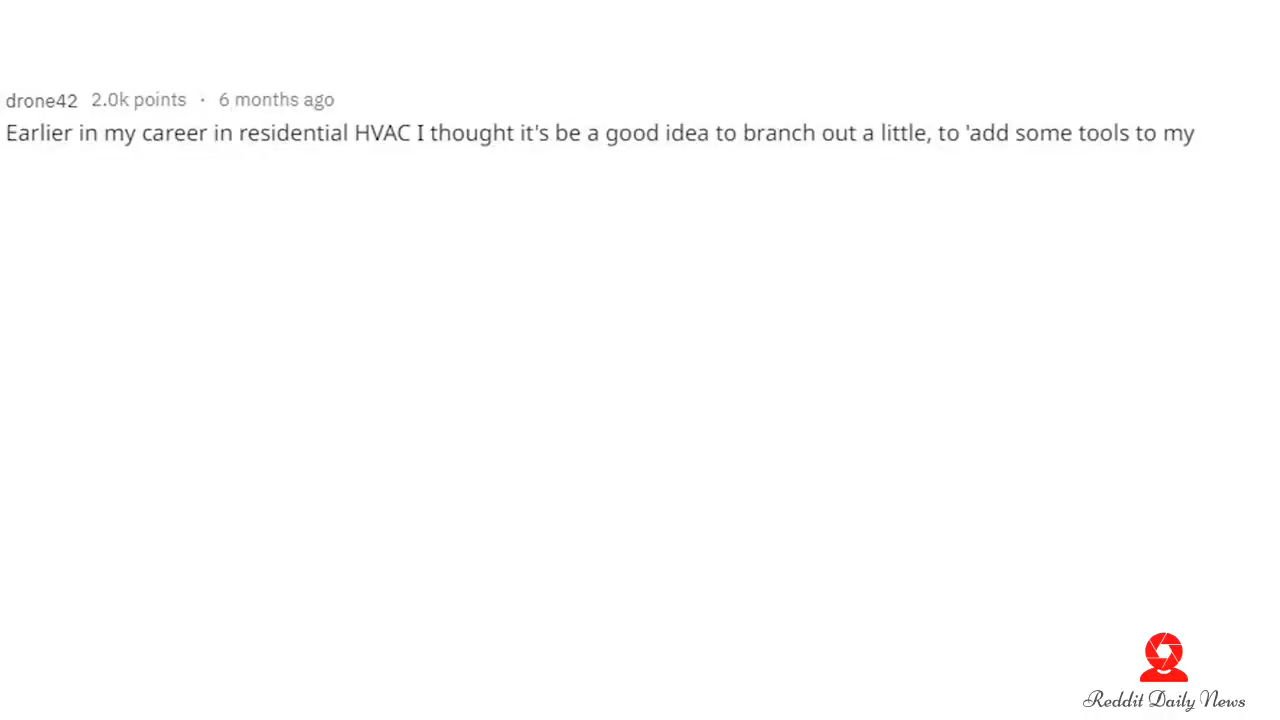 drone42 2.0k points · 6 months ago
Earlier in my career in residential HVAC I thought it's be a good idea to branch out a little, to 'add some tools to my
Reddit Daily News